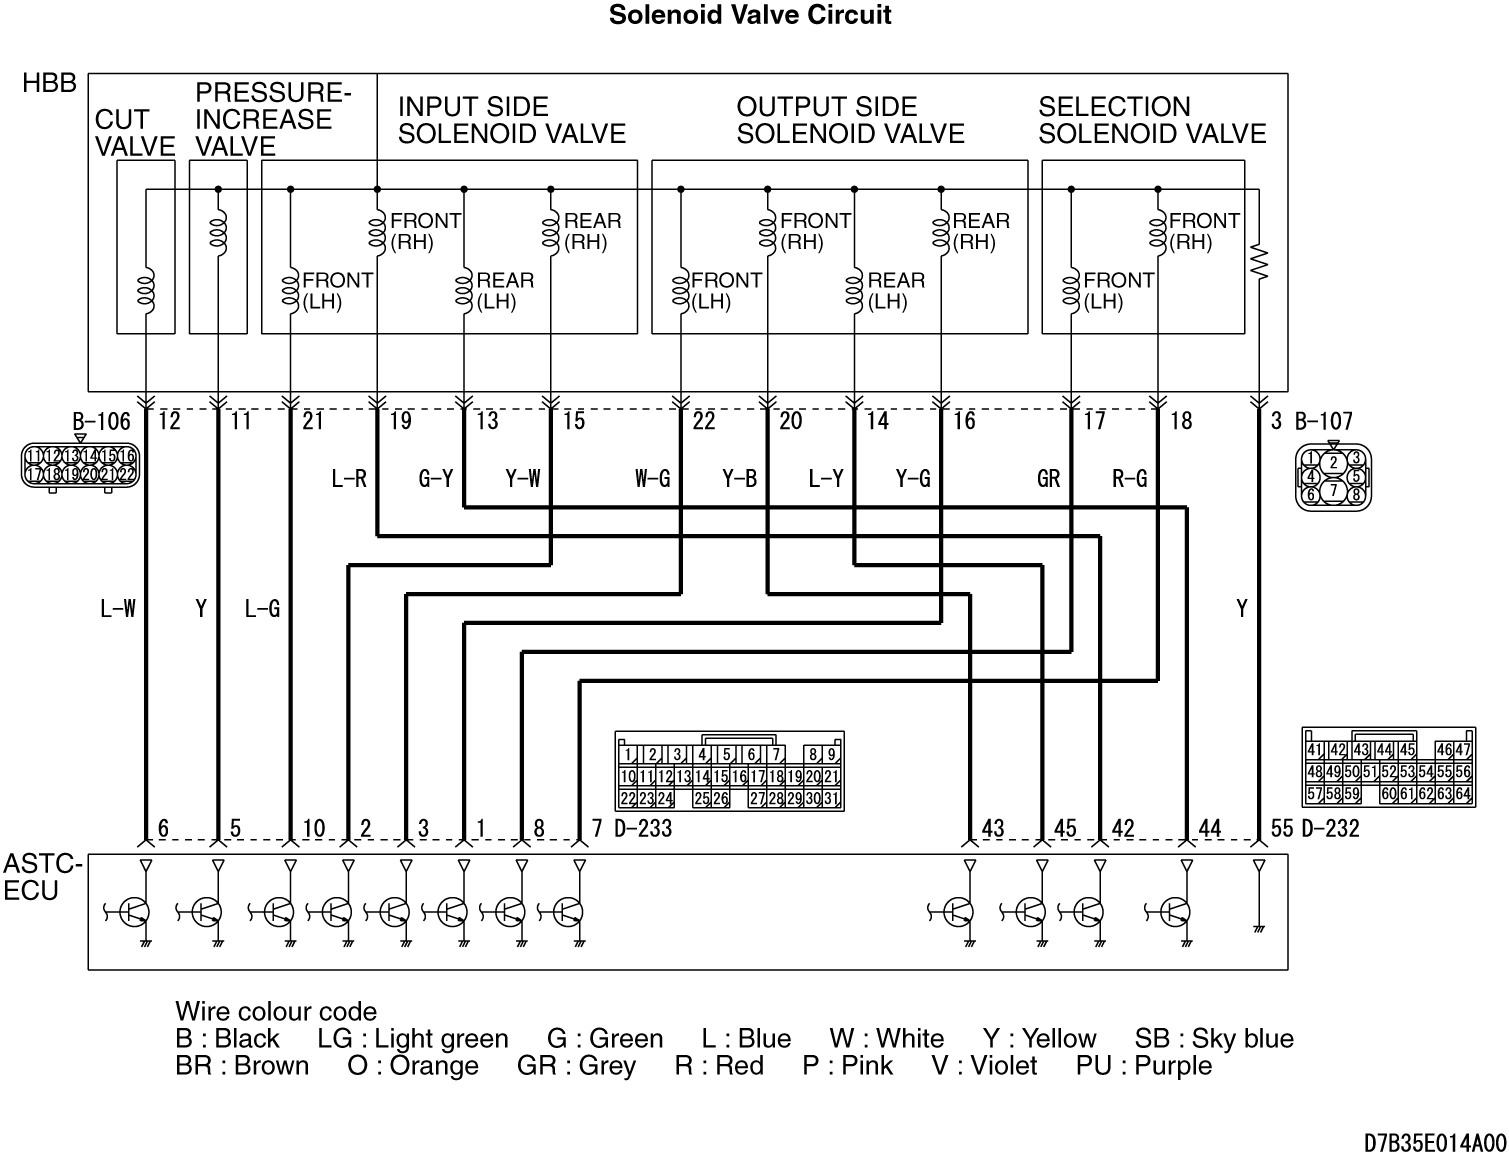 Solenoid Valve Circuit
HBB
CUT
VALVE
PRESSURE-
INCREASE
VALVE
INPUT SIDE
SOLENOID VALVE
OUTPUT SIDE
SOLENOID VALVE
SELECTION
SOLENOID VALVE
FRONT
(LH)
FRONT
(RH)
REAR
(LH)
REAR
(RH)
FRONT
(LH)
FRONT
(RH)
REAR
(LH)
REAR
(RH)
FRONT
(LH)
FRONT
(RH)
B-106 12 11 21 19 13 15 22 20 14 16 17 18 3 B-107
11 12 13 14 15 16
17 18 19 20 21 22
1 2 3
4 5
6 7 8
L-R G-Y Y-W W-G Y-B L-Y Y-G GR R-G
L-W Y L-G Y
1 2 3 4 5 6 7 8 9
10 11 12 13 14 15 16 17 18 19 20 21
22 23 24 25 26 27 28 29 30 31
41 42 43 44 45 46 47
48 49 50 51 52 53 54 55 56
57 58 59 60 61 62 63 64
6 5 10 2 3 1 8 7 D-233 43 45 42 44 55 D-232
ASTC-
ECU
Wire colour code
B : Black LG : Light green G : Green L : Blue W : White Y : Yellow SB : Sky blue
BR : Brown O : Orange GR : Grey R : Red P : Pink V : Violet PU : Purple
D7B35E014A00